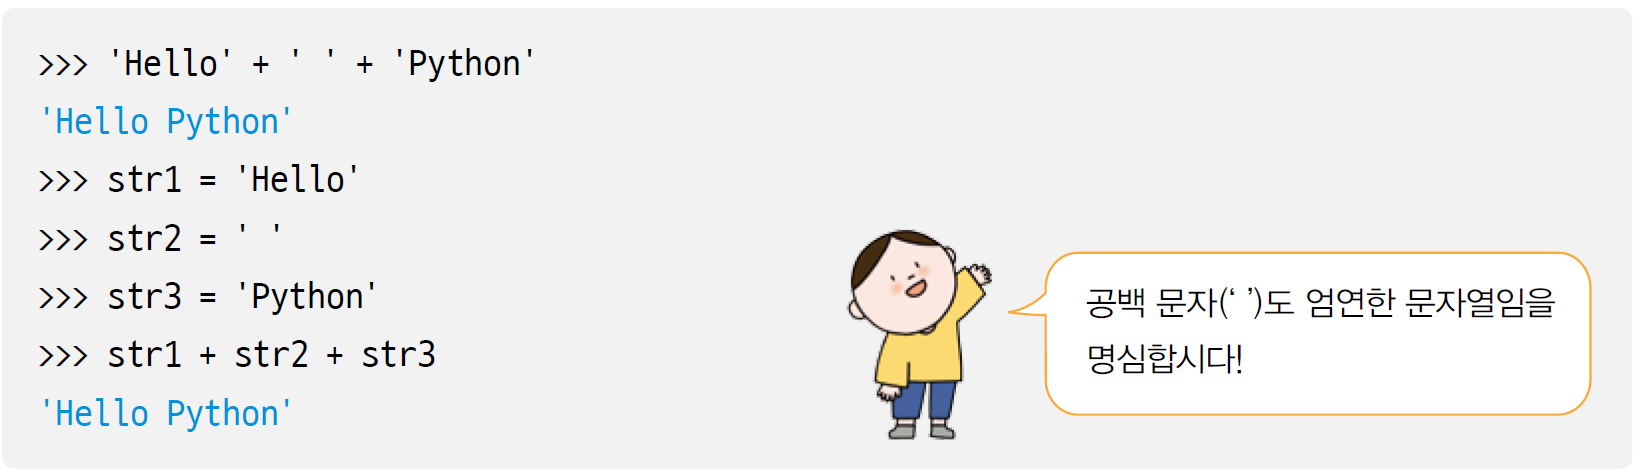 >>> 'Hello' + ' ' + 'Python'
'Hello Python'
>>> str1 = 'Hello'
>>> str2 = ' '
>>> str3 = 'Python'
>>> str1 + str2 + str3
'Hello Python'
공백 문자(‘ ’)도 엄연한 문자열임을
명심합시다!